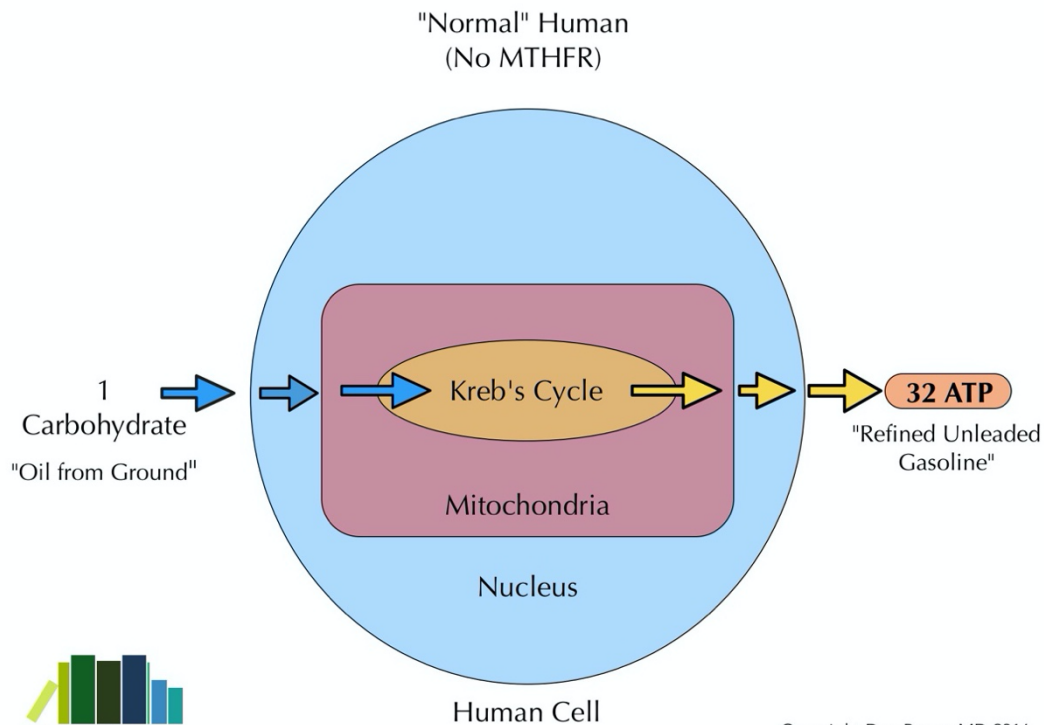 "Normal" Human
(No MTHFR)
1
Carbohydrate
"Oil from Ground"
Kreb's Cycle
32 ATP
"Refined Unleaded
Gasoline"
Mitochondria
Nucleus
Human Cell